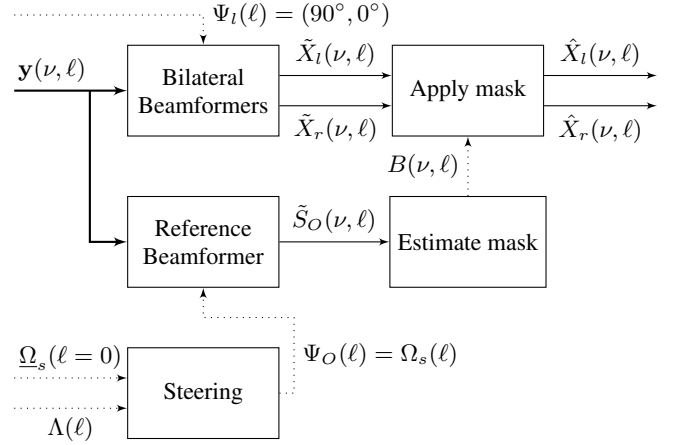 Ψ_l(ℓ) = (90°, 0°)
y(ν, ℓ)
Bilateral
Beamformers
X̃_l(ν, ℓ)
X̃_r(ν, ℓ)
Apply mask
X̂_l(ν, ℓ)
X̂_r(ν, ℓ)
B(ν, ℓ)
Reference
Beamformer
S̃_O(ν, ℓ)
Estimate mask
Ψ_O(ℓ) = Ω_s(ℓ)
Ω̲_s(ℓ = 0)
Steering
Λ(ℓ)